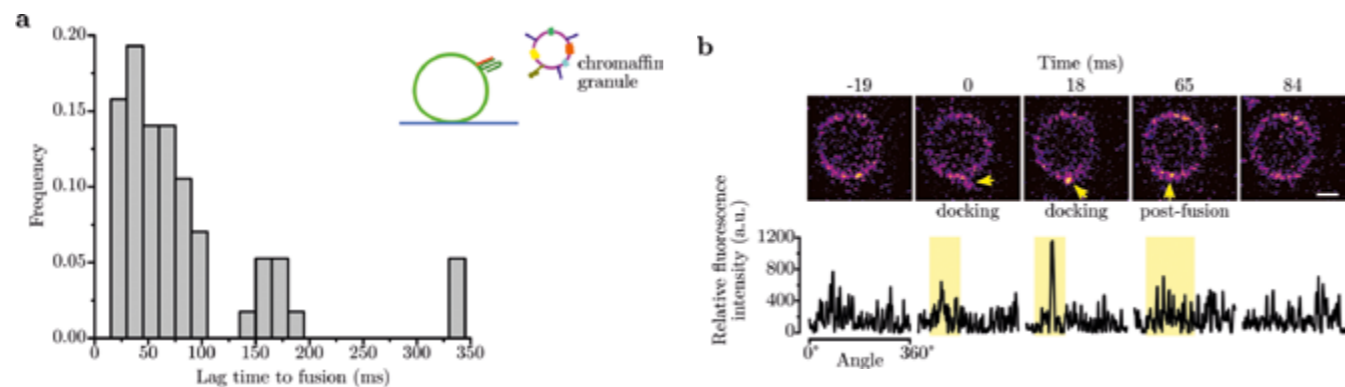 a
0.20
0.15
0.10
0.05
0.00
Frequency
0 50 100 150 200 250 300 350
Lag time to fusion (ms)
chromaffin
granule
b
Time (ms)
-19 0 18 65 84
docking docking post-fusion
Relative fluorescence
intensity (a.u.)
1200
800
400
0
0° 360°
Angle